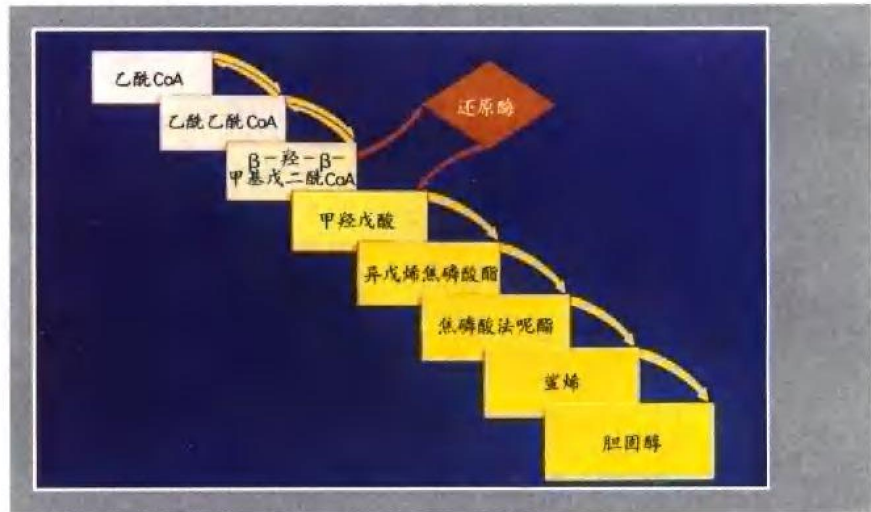 乙酰CoA
乙酰乙酰CoA
还原酶
β-羟-β-
甲基戊二酰CoA
甲羟戊酸
异戊烯焦磷酸酯
焦磷酸法呢酯
鲨烯
胆固醇